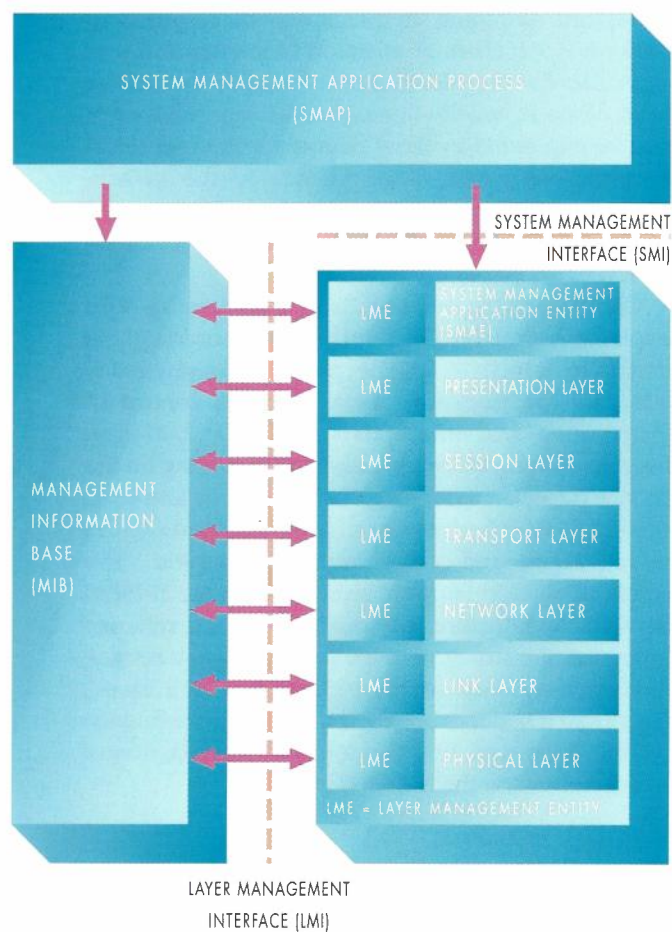 SYSTEM MANAGEMENT APPLICATION PROCESS
(SMAP)
SYSTEM MANAGEMENT
INTERFACE (SMI)
LME
SYSTEM MANAGEMENT
APPLICATION ENTITY
(SMAE)
LME
PRESENTATION LAYER
LME
SESSION LAYER
MANAGEMENT
INFORMATION
BASE
(MIB)
LME
TRANSPORT LAYER
LME
NETWORK LAYER
LME
LINK LAYER
LME
PHYSICAL LAYER
LME = LAYER MANAGEMENT ENTITY
LAYER MANAGEMENT
INTERFACE (LMI)